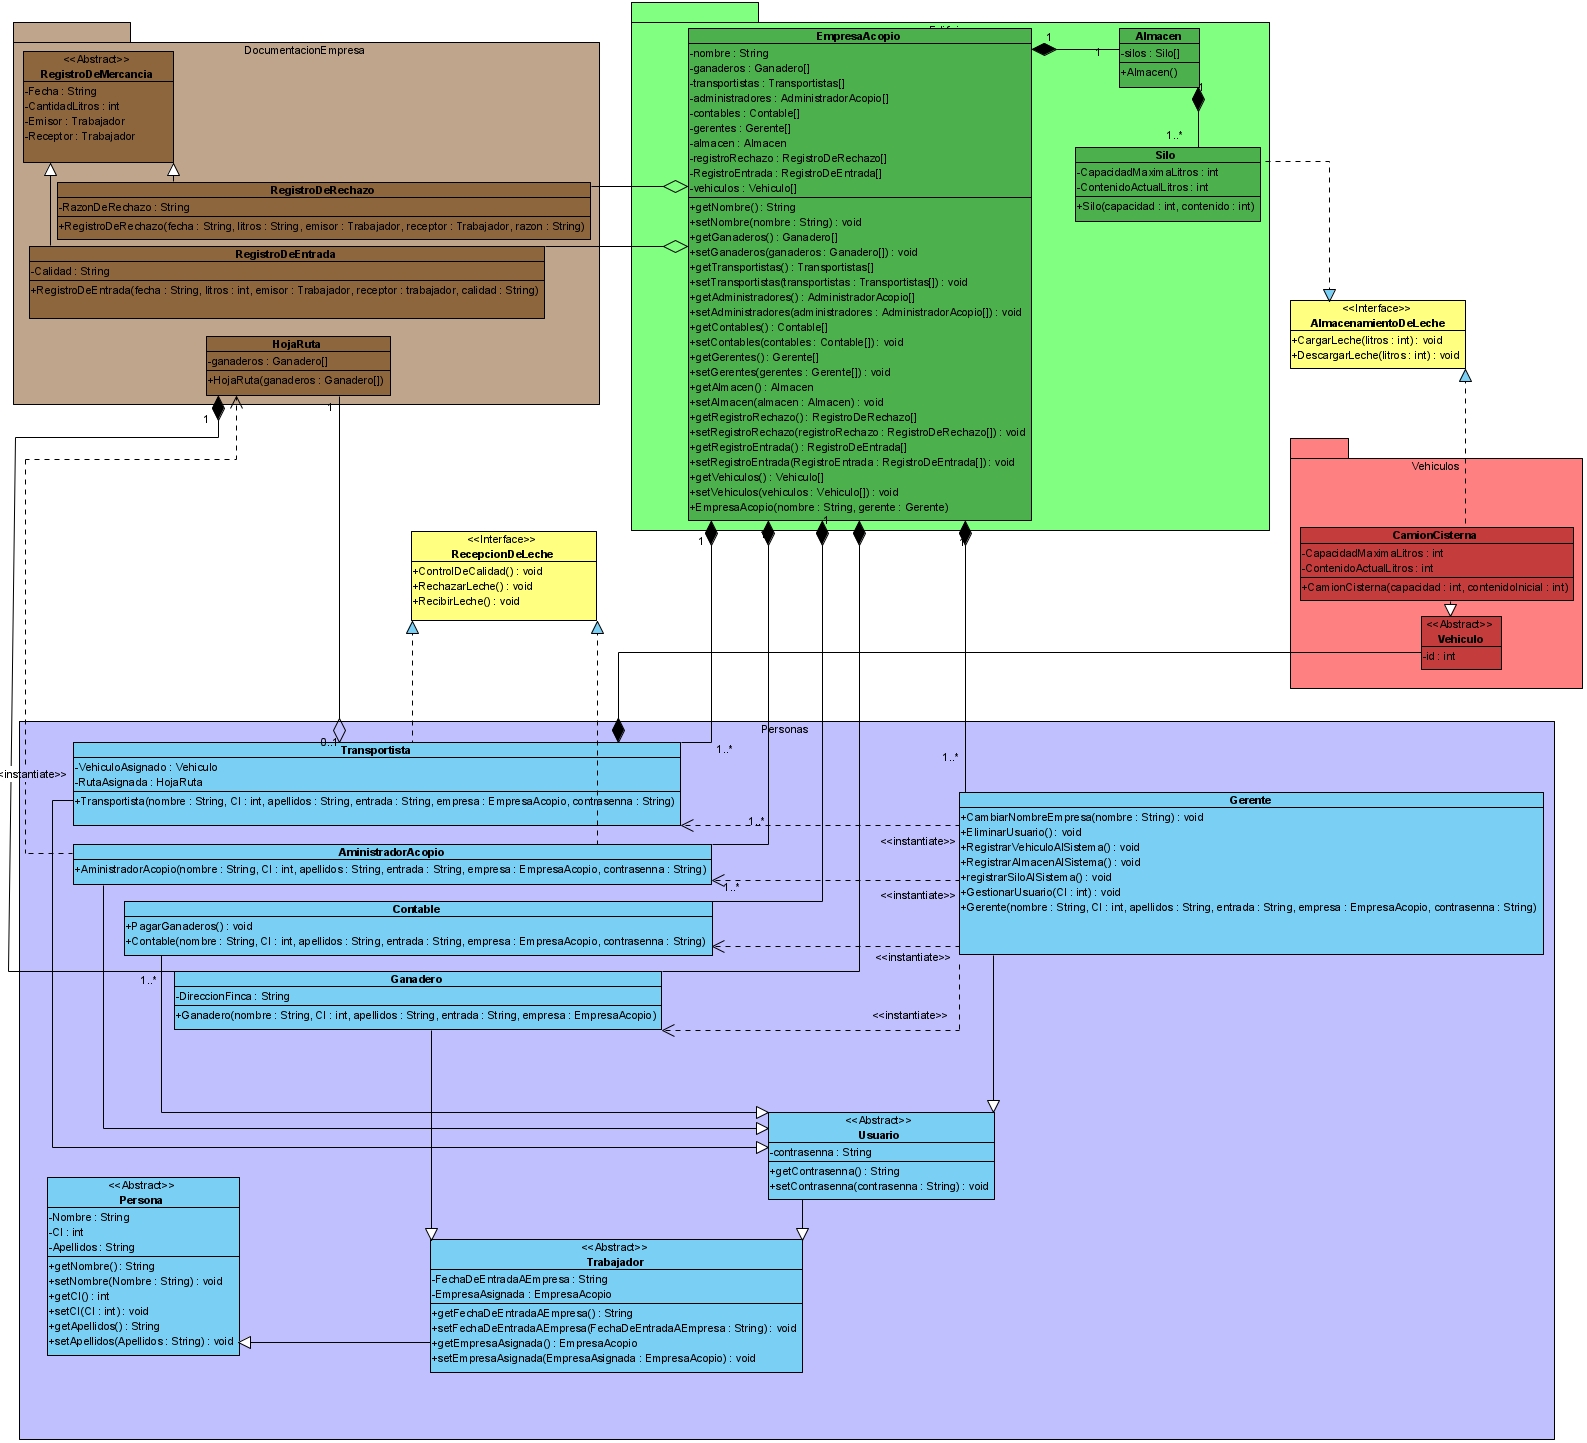 DocumentacionEmpresa
<<Abstract>>
RegistroDeMercancia
-Fecha : String
-CantidadLitros : int
-Emisor : Trabajador
-Receptor : Trabajador
RegistroDeRechazo
-RazonDeRechazo : String
+RegistroDeRechazo(fecha : String, litros : String, emisor : Trabajador, receptor : Trabajador, razon : String)
RegistroDeEntrada
-Calidad : String
+RegistroDeEntrada(fecha : String, litros : int, emisor : Trabajador, receptor : trabajador, calidad : String)
HojaRuta
-ganaderos : Ganadero[]
+HojaRuta(ganaderos : Ganadero[])
1
1
EmpresaAcopio
-nombre : String
-ganaderos : Ganadero[]
-transportistas : Transportistas[]
-administradores : AdministradorAcopio[]
-contables : Contable[]
-gerentes : Gerente[]
-almacen : Almacen
-registroRechazo : RegistroDeRechazo[]
-RegistroEntrada : RegistroDeEntrada[]
-vehiculos : Vehiculo[]
+getNombre() : String
+setNombre(nombre : String) : void
+getGanaderos() : Ganadero[]
+setGanaderos(ganaderos : Ganadero[]) : void
+getTransportistas() : Transportistas[]
+setTransportistas(transportistas : Transportistas[]) : void
+getAdministradores() : AdministradorAcopio[]
+setAdministradores(administradores : AdministradorAcopio[]) : void
+getContables() : Contable[]
+setContables(contables : Contable[]) : void
+getGerentes() : Gerente[]
+setGerentes(gerentes : Gerente[]) : void
+getAlmacen() : Almacen
+setAlmacen(almacen : Almacen) : void
+getRegistroRechazo() : RegistroDeRechazo[]
+setRegistroRechazo(registroRechazo : RegistroDeRechazo[]) : void
+getRegistroEntrada() : RegistroDeEntrada[]
+setRegistroEntrada(RegistroEntrada : RegistroDeEntrada[]) : void
+getVehiculos() : Vehiculo[]
+setVehiculos(vehiculos : Vehiculo[]) : void
+EmpresaAcopio(nombre : String, gerente : Gerente)
1
1
Almacen
-silos : Silo[]
+Almacen()
1
1..*
Silo
-CapacidadMaximaLitros : int
-ContenidoActualLitros : int
+Silo(capacidad : int, contenido : int)
<<Interface>>
AlmacenamientoDeLeche
+CargarLeche(litros : int) : void
+DescargarLeche(litros : int) : void
Vehiculos
CamionCisterna
-CapacidadMaximaLitros : int
-ContenidoActualLitros : int
+CamionCisterna(capacidad : int, contenidoInicial : int)
<<Abstract>>
Vehiculo
-id : int
<<Interface>>
RecepcionDeLeche
+ControlDeCalidad() : void
+RechazarLeche() : void
+RecibirLeche() : void
1
1
1
Personas
0..1
1..*
1..*
Transportista
-VehiculoAsignado : Vehiculo
-RutaAsignada : HojaRuta
+Transportista(nombre : String, CI : int, apellidos : String, entrada : String, empresa : EmpresaAcopio, contrasenna : String)
<instantiate>>
1..*
<<instantiate>>
AministradorAcopio
+AministradorAcopio(nombre : String, CI : int, apellidos : String, entrada : String, empresa : EmpresaAcopio, contrasenna : String)
1..*
<<instantiate>>
Contable
+PagarGanaderos() : void
+Contable(nombre : String, CI : int, apellidos : String, entrada : String, empresa : EmpresaAcopio, contrasenna : String)
<<instantiate>>
1..*
Ganadero
-DireccionFinca : String
+Ganadero(nombre : String, CI : int, apellidos : String, entrada : String, empresa : EmpresaAcopio)
<<instantiate>>
Gerente
+CambiarNombreEmpresa(nombre : String) : void
+EliminarUsuario() : void
+RegistrarVehiculoAlSistema() : void
+RegistrarAlmacenAlSistema() : void
+registrarSiloAlSistema() : void
+GestionarUsuario(CI : int) : void
+Gerente(nombre : String, CI : int, apellidos : String, entrada : String, empresa : EmpresaAcopio, contrasenna : String)
<<Abstract>>
Usuario
-contrasenna : String
+getContrasenna() : String
+setContrasenna(contrasenna : String) : void
<<Abstract>>
Persona
-Nombre : String
-CI : int
-Apellidos : String
+getNombre() : String
+setNombre(Nombre : String) : void
+getCI() : int
+setCI(CI : int) : void
+getApellidos() : String
+setApellidos(Apellidos : String) : void
<<Abstract>>
Trabajador
-FechaDeEntradaAEmpresa : String
-EmpresaAsignada : EmpresaAcopio
+getFechaDeEntradaAEmpresa() : String
+setFechaDeEntradaAEmpresa(FechaDeEntradaAEmpresa : String) : void
+getEmpresaAsignada() : EmpresaAcopio
+setEmpresaAsignada(EmpresaAsignada : EmpresaAcopio) : void